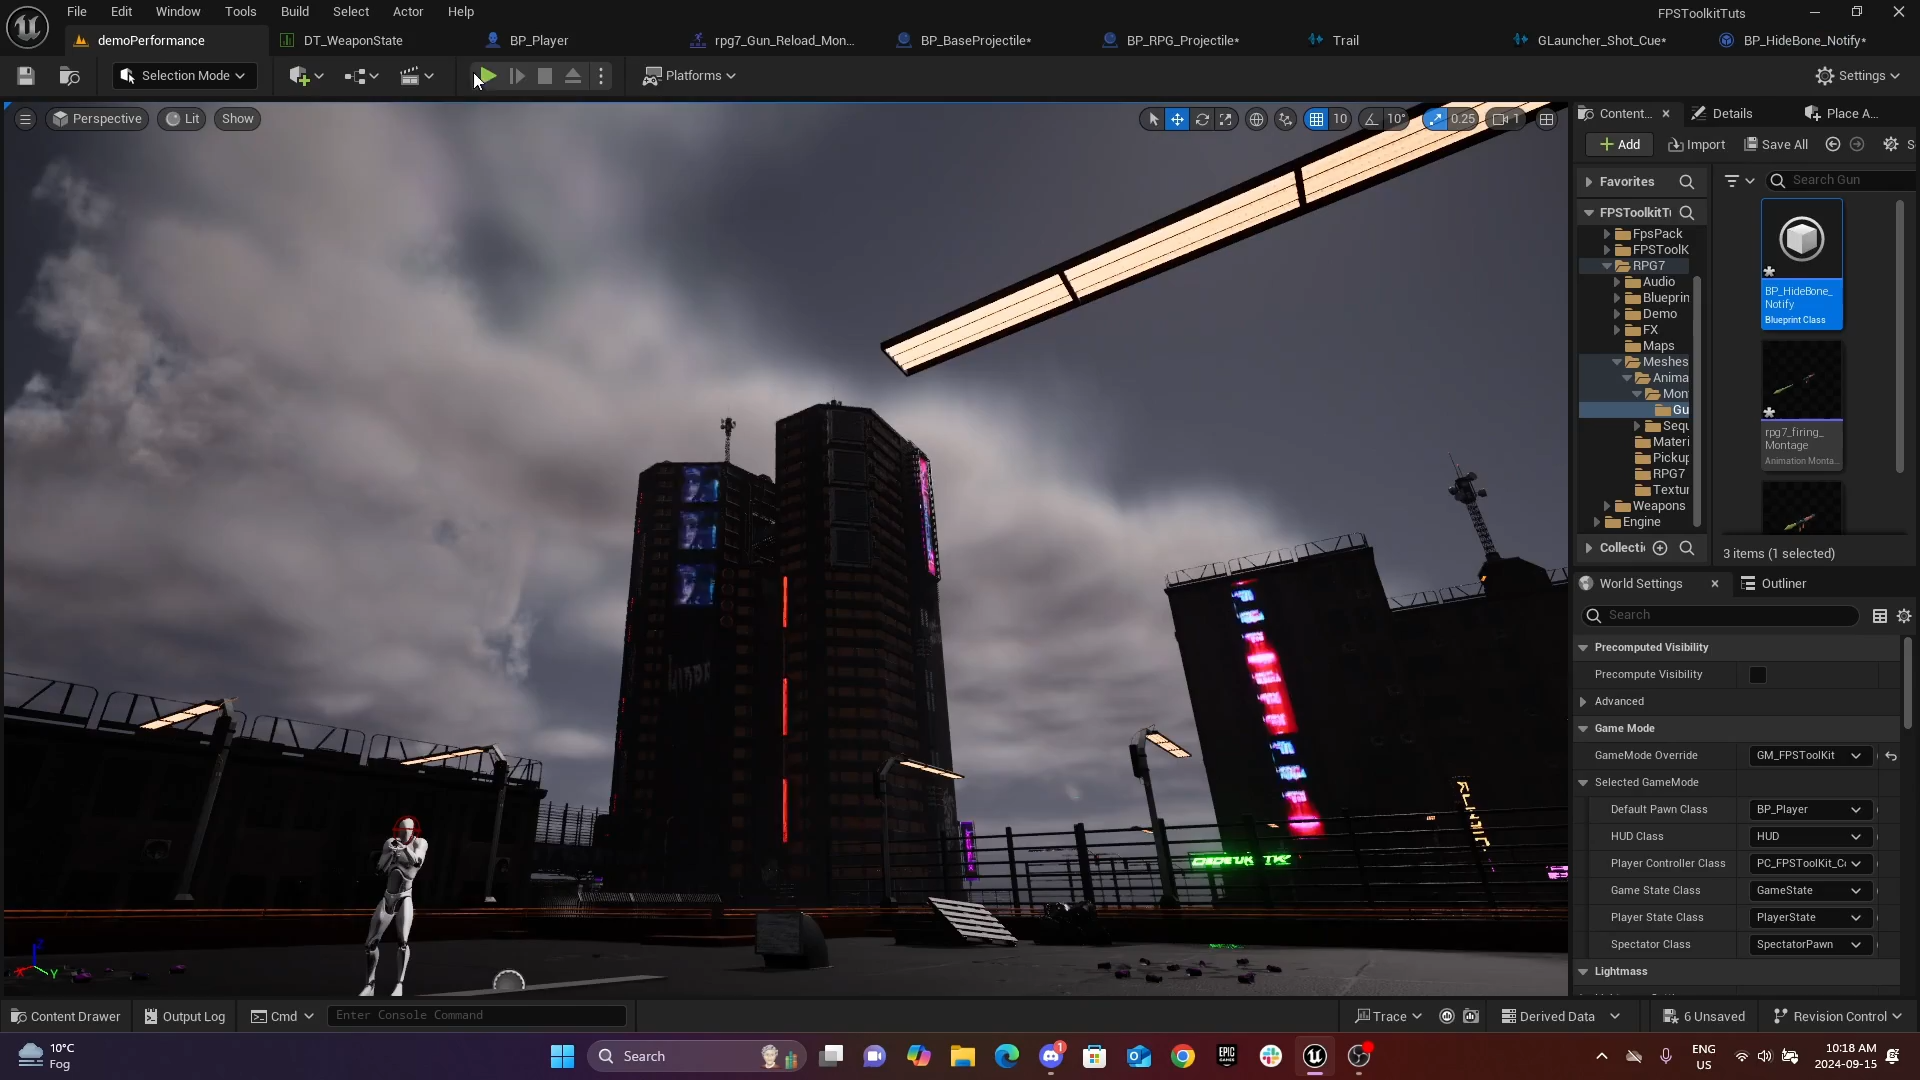 File Edit Window Tools Build Select Actor Help
FPSToolkitTuts
demoPerformance DT_WeaponState BP_Player rpg7_Gun_Reload_Mon... BP_BaseProjectile* BP_RPG_Projectile* Trail GLauncher_Shot_Cue* BP_HideBone_Notify*
Selection Mode Platforms Settings
Perspective Lit Show 10 10° 0.25 1
Content... Details Place A...
Add Import Save All
Favorites
Search Gun
FPSToolkitTu
FpsPack
FPSToolK
RPG7
Audio
Blueprin
Demo
FX
Maps
Meshes
Anima
Mon
Gu
Sequ
Materi
Pickup
RPG7
Textur
Weapons
Engine
BP_HideBone_
Notify
Blueprint Class
rpg7_firing_
Montage
Animation Monta...
Collecti
3 items (1 selected)
World Settings Outliner
Search
Precomputed Visibility
Precompute Visibility
Advanced
Game Mode
GameMode Override GM_FPSToolKit
Selected GameMode
Default Pawn Class BP_Player
HUD Class HUD
Player Controller Class PC_FPSToolKit_C
Game State Class GameState
Player State Class PlayerState
Spectator Class SpectatorPawn
Lightmass
Content Drawer Output Log Cmd Enter Console Command Trace Derived Data 6 Unsaved Revision Control
10°C
Fog
Search
1
ENG
US
10:18 AM
2024-09-15